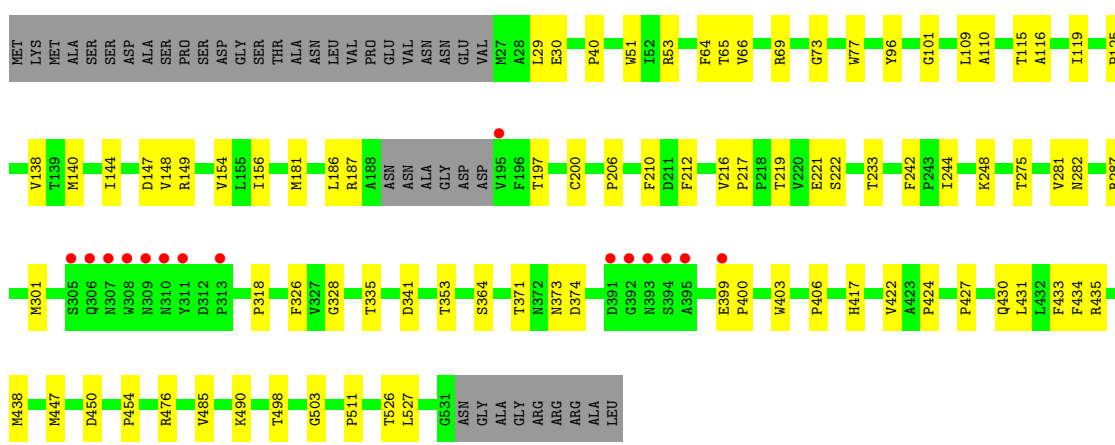 MET LYS MET ALA SER SER ASP ALA SER PRO SER ASP GLY SER THR ALA ASN LEU VAL PRO GLU VAL ASN ASN GLU VAL M27 A28 L29 E30 P40 W51 I52 R53 F64 T65 V66 R69 G73 W77 Y96 G101 L109 A110 T115 A116 I119
V138 T139 M140 I144 D147 V148 R149 V154 L155 I156 M181 L186 R187 A188 ASN ASN ALA GLY ASP ASP V195 F196 T197 C200 P206 F210 D211 F212 V216 P217 P218 T219 V220 E221 S222 T233 F242 P243 I244 K248 T275 V281 N282
M301 S305 Q306 N307 W308 N309 N310 Y311 D312 P313 P318 F326 V327 G328 T335 D341 T353 S364 T371 N372 N373 D374 D391 G392 N393 S394 A395 E399 P400 W403 P406 H417 V422 A423 P424 P427 Q430 L431 L432 F433 F434 R435
M438 M447 D450 P454 R476 V485 K490 T498 G503 P511 T526 L527 G531 ASN GLY ALA GLY ARG ARG ARG ALA LEU